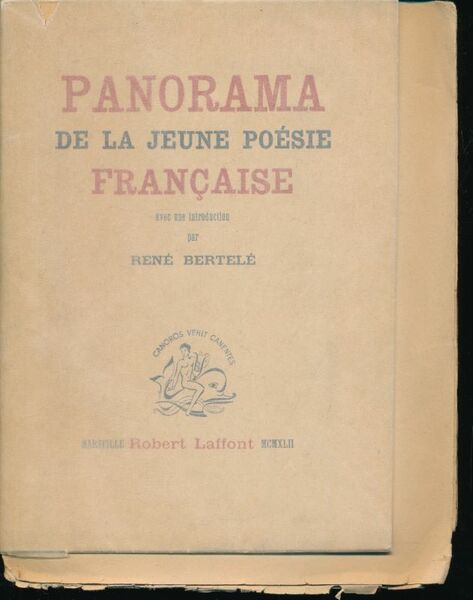 PANORAMA
DE LA JEUNE POÉSIE
FRANÇAISE
avec une introduction
par
RENÉ BERTELÉ
CANOROS VEHIT CANENTES
MARSEILLE Robert Laffont MCMXLII